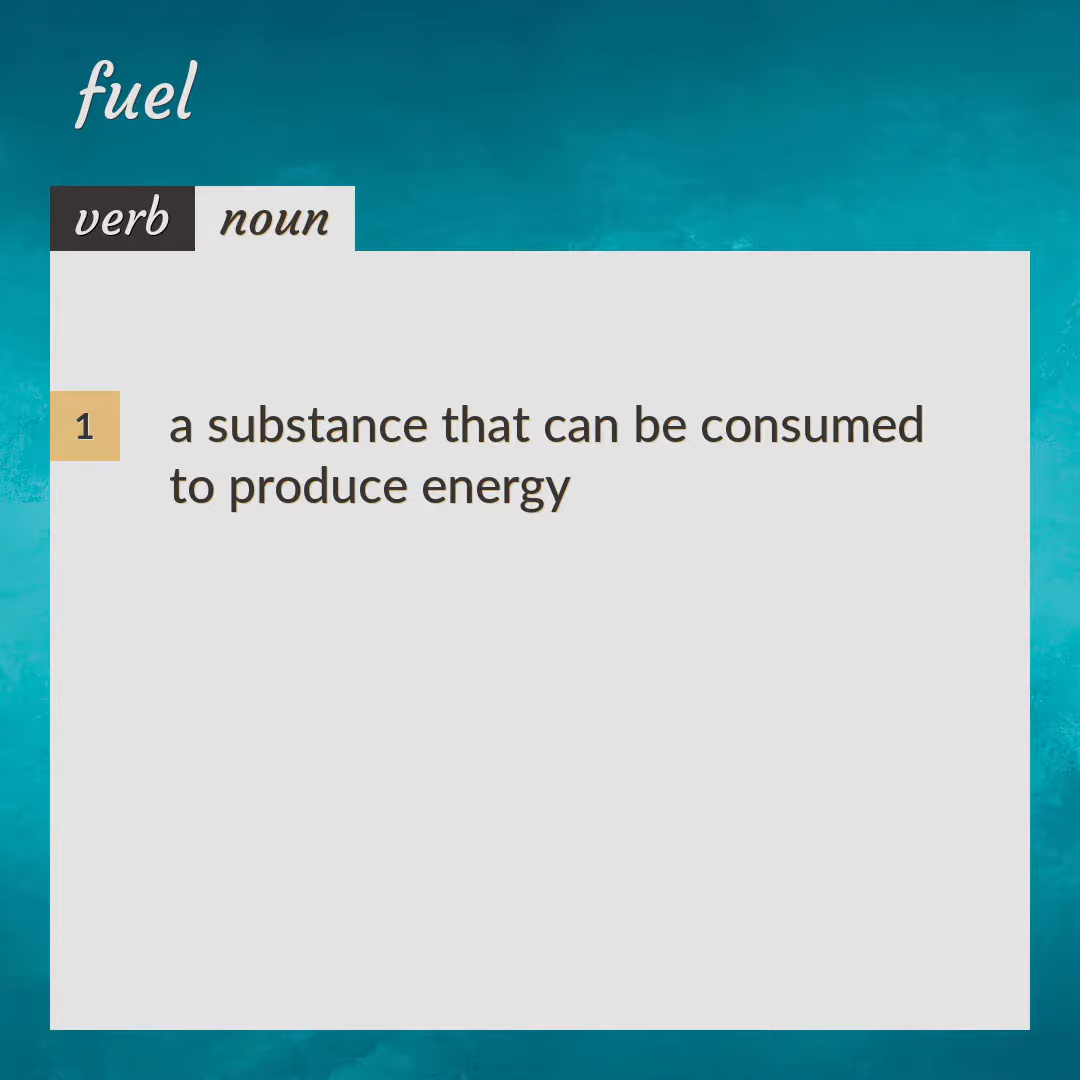 fuel
verb noun
1 a substance that can be consumed
to produce energy